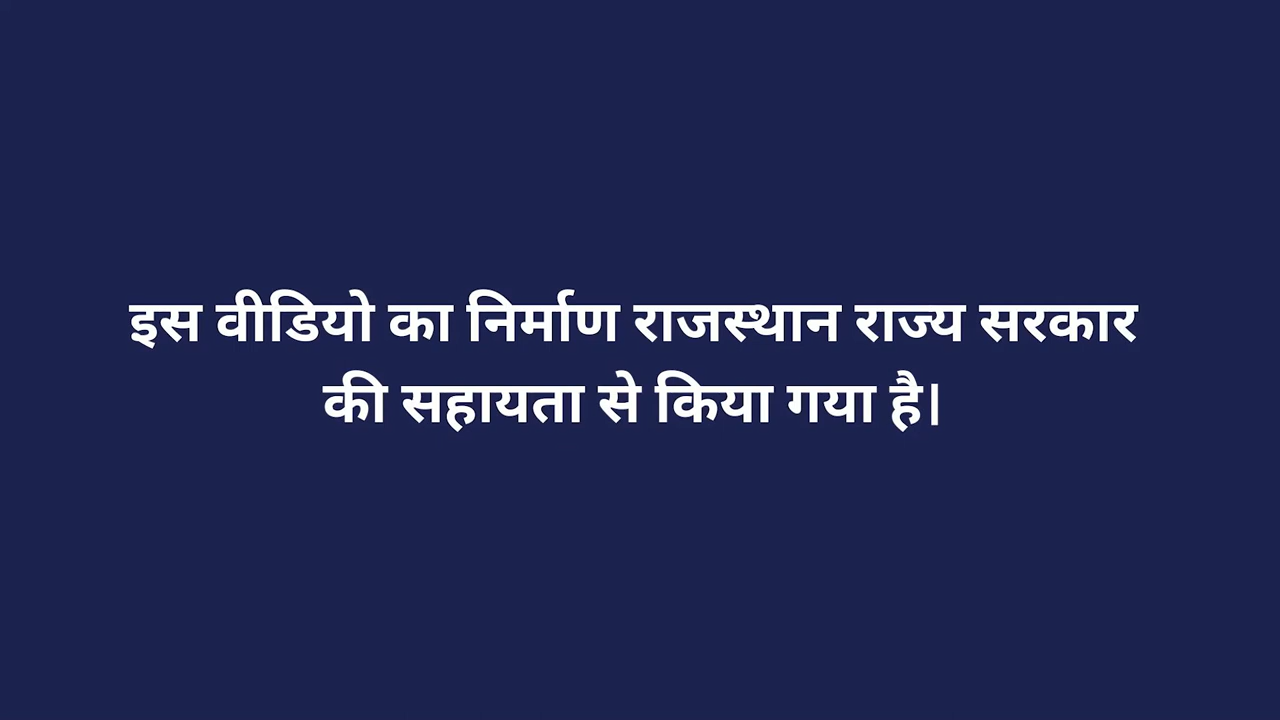 इस वीडियो का निर्माण राजस्थान राज्य सरकार
की सहायता से किया गया है।